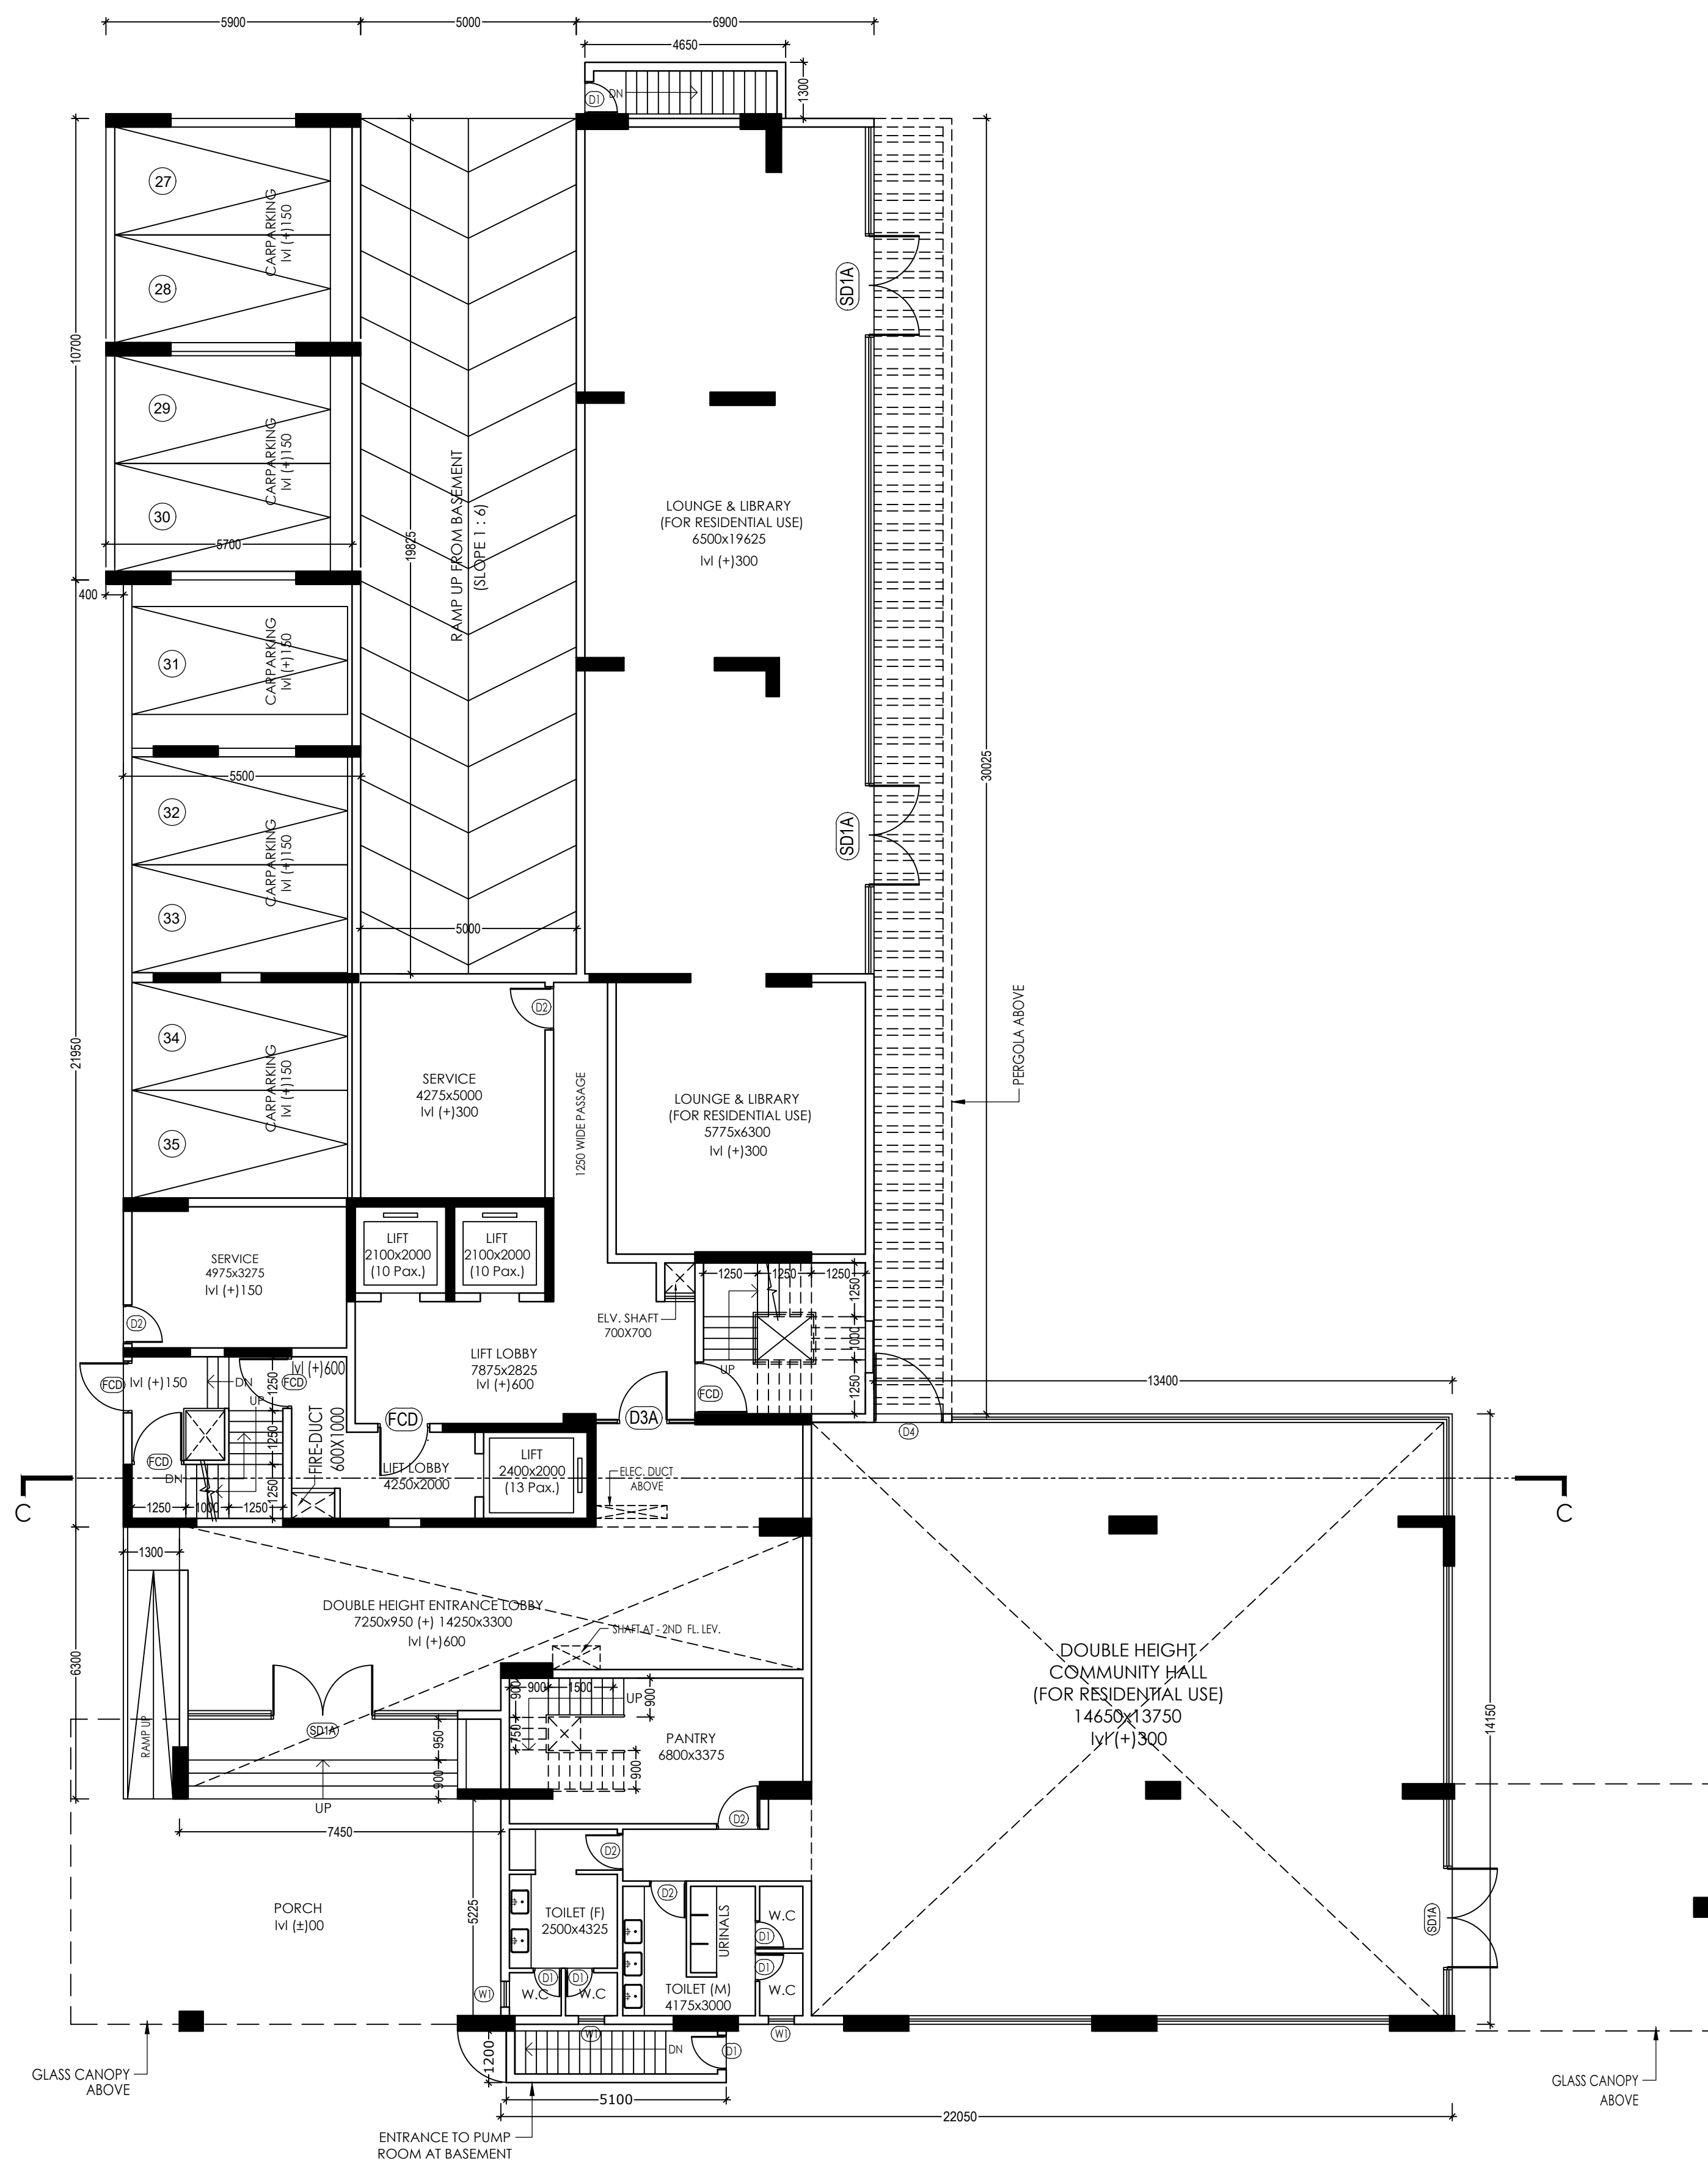 5900
5000
6900
4650
1300
D1
DN
27
28
CARPARKING
lvl (+)150
10700
29
30
CARPARKING
lvl (+)150
5700
19825
RAMP UP FROM BASEMENT
(SLOPE 1 : 6)
SD1A
LOUNGE & LIBRARY
(FOR RESIDENTIAL USE)
6500x19625
lvl (+)300
400
31
CARPARKING
lvl (+)150
5500
30025
32
33
CARPARKING
lvl (+)150
SD1A
5000
21950
34
35
CARPARKING
lvl (+)150
D2
SERVICE
4275x5000
lvl (+)300
1250 WIDE PASSAGE
LOUNGE & LIBRARY
(FOR RESIDENTIAL USE)
5775x6300
lvl (+)300
PERGOLA ABOVE
SERVICE
4975x3275
lvl (+)150
D2
LIFT
2100x2000
(10 Pax.)
LIFT
2100x2000
(10 Pax.)
ELV. SHAFT
700X700
1250
1250
1250
1250
1000
1250
UP
FCD
LIFT LOBBY
7875x2825
lvl (+)600
FCD
lvl (+)150
DN
UP
FCD
lvl (+)600
1250
1250
1250
FCD
DN
1250
1000
1250
FIRE-DUCT
600X1000
FCD
D3A
LIFT LOBBY
4250x2000
LIFT
2400x2000
(13 Pax.)
ELEC. DUCT
ABOVE
D4
13400
C
C
1300
6300
RAMP UP
DOUBLE HEIGHT ENTRANCE LOBBY
7250x950 (+) 14250x3300
lvl (+)600
SHAFT AT - 2ND FL. LEV.
SD1A
950
900
UP
7450
900
1500
900
750
UP
900
900
PANTRY
6800x3375
D2
DOUBLE HEIGHT
COMMUNITY HALL
(FOR RESIDENTIAL USE)
14650x13750
lvl (+)300
14150
SD1A
PORCH
lvl (±)00
5225
D2
TOILET (F)
2500x4325
D1
D1
W.C
W.C
D2
URINALS
TOILET (M)
4175x3000
W.C
D1
D1
W.C
W1
W1
W1
1200
DN
D1
5100
22050
GLASS CANOPY
ABOVE
ENTRANCE TO PUMP
ROOM AT BASEMENT
GLASS CANOPY
ABOVE